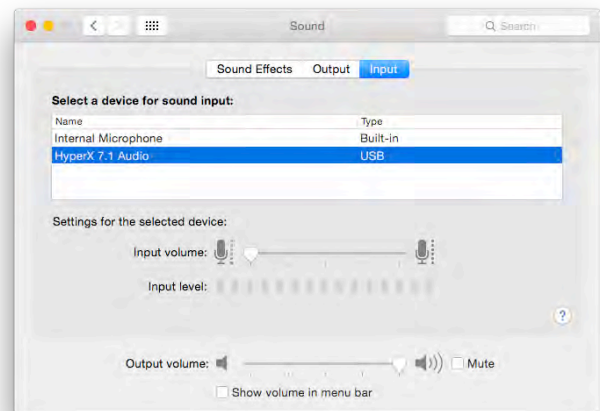 Sound
Search
Sound Effects Output Input
Select a device for sound input:
Name Type
Internal Microphone Built-in
HyperX 7.1 Audio USB
Settings for the selected device:
Input volume:
Input level:
?
Output volume: Mute
Show volume in menu bar